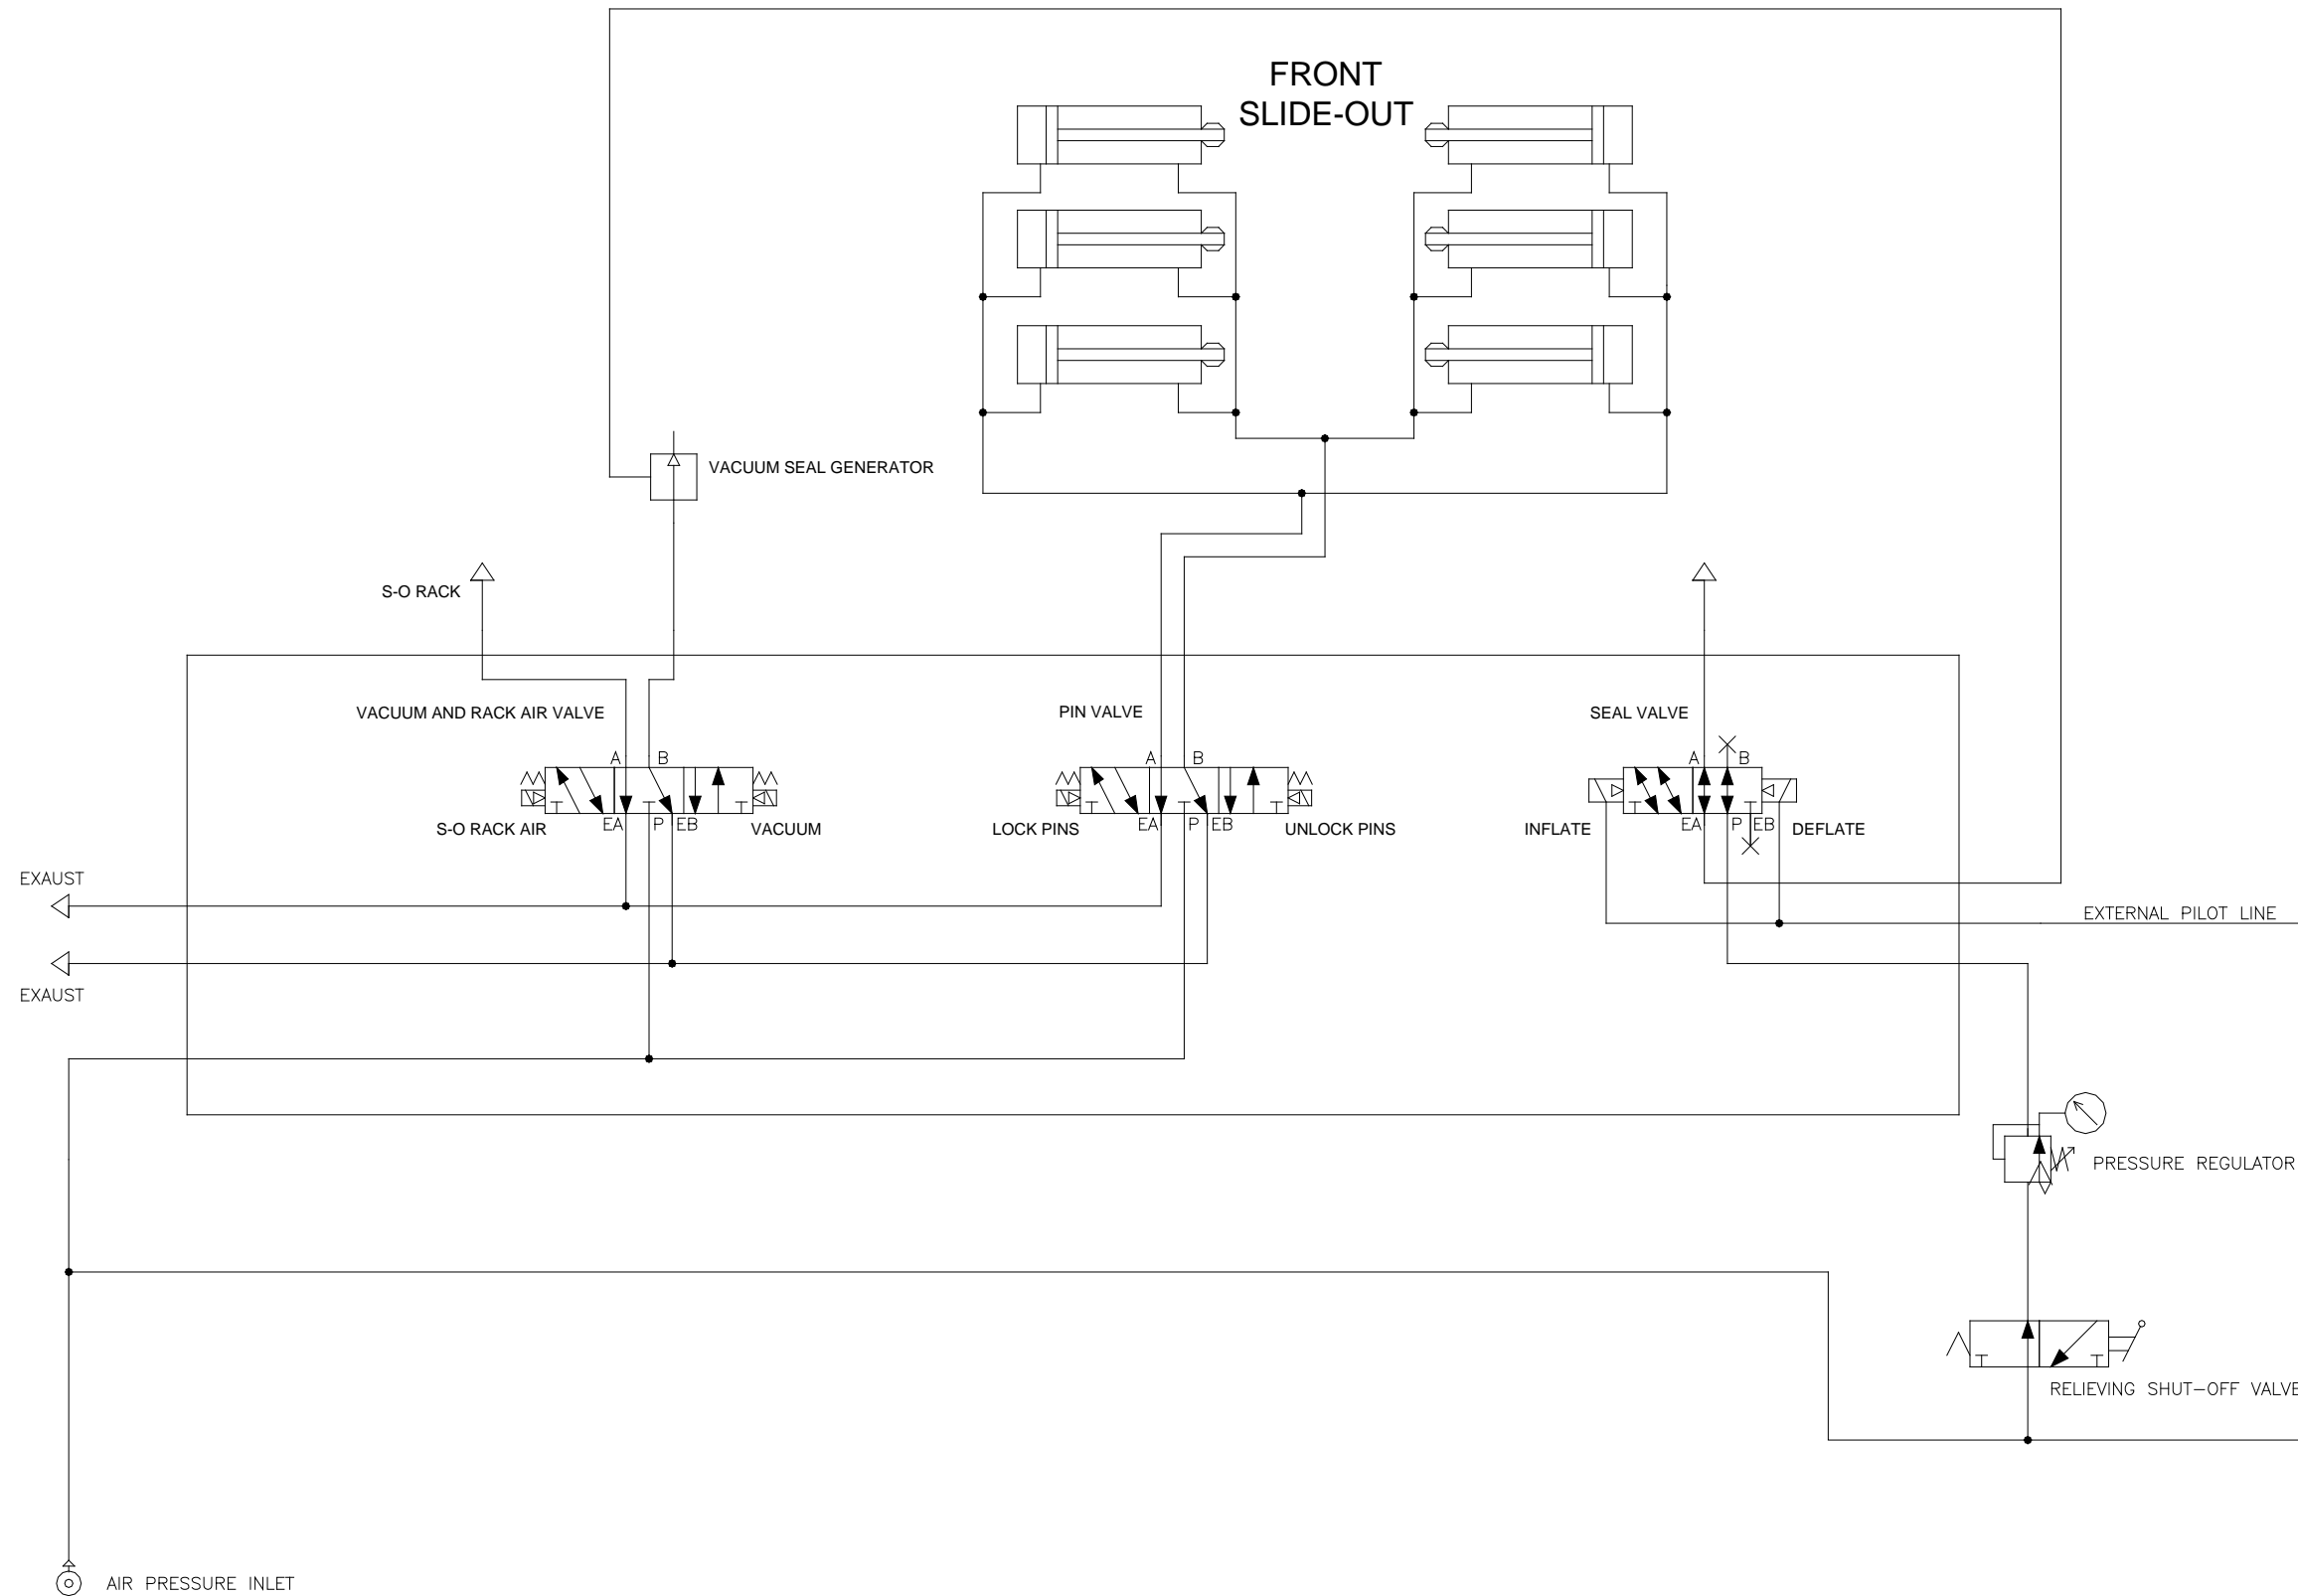 FRONT
SLIDE-OUT
VACUUM SEAL GENERATOR
S-O RACK
VACUUM AND RACK AIR VALVE
PIN VALVE
SEAL VALVE
A B
A B
A B
S-O RACK AIR
EA P EB
VACUUM
LOCK PINS
EA P EB
UNLOCK PINS
INFLATE
EA P EB
DEFLATE
EXAUST
EXTERNAL PILOT LINE
EXAUST
PRESSURE REGULATOR
RELIEVING SHUT-OFF VALVE
AIR PRESSURE INLET